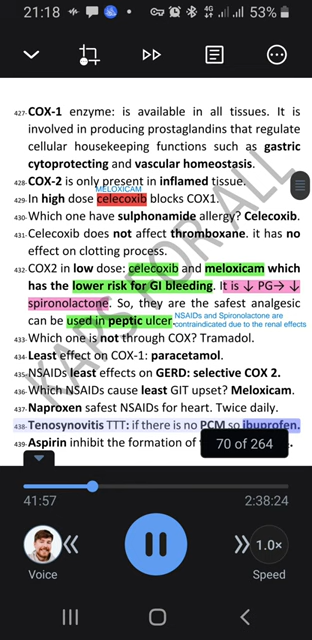 21:18
4G
53%
427- COX-1 enzyme: is available in all tissues. It is
involved in producing prostaglandins that regulate
cellular housekeeping functions such as gastric
cytoprotecting and vascular homeostasis.
428- COX-2 is only present in inflamed tissue.
MELOXICAM
429- In high dose celecoxib blocks COX1.
430- Which one have sulphonamide allergy? Celecoxib.
431- Celecoxib does not affect thromboxane. it has no
effect on clotting process.
432- COX2 in low dose: celecoxib and meloxicam which
has the lower risk for GI bleeding. It is ↓ PG→ ↓
spironolactone. So, they are the safest analgesic
can be used in peptic ulcer.
NSAIDs and Spironolactone are
contraindicated due to the renal effects
433- Which one is not through COX? Tramadol.
434- Least effect on COX-1: paracetamol.
435- NSAIDs least effects on GERD: selective COX 2.
436- Which NSAIDs cause least GIT upset? Meloxicam.
437- Naproxen safest NSAIDs for heart. Twice daily.
438- Tenosynovitis TTT: if there is no PCM so ibuprofen.
439- Aspirin inhibit the formation of
KAPS FOR ALL
70 of 264
41:57
2:38:24
1.0×
Voice
Speed